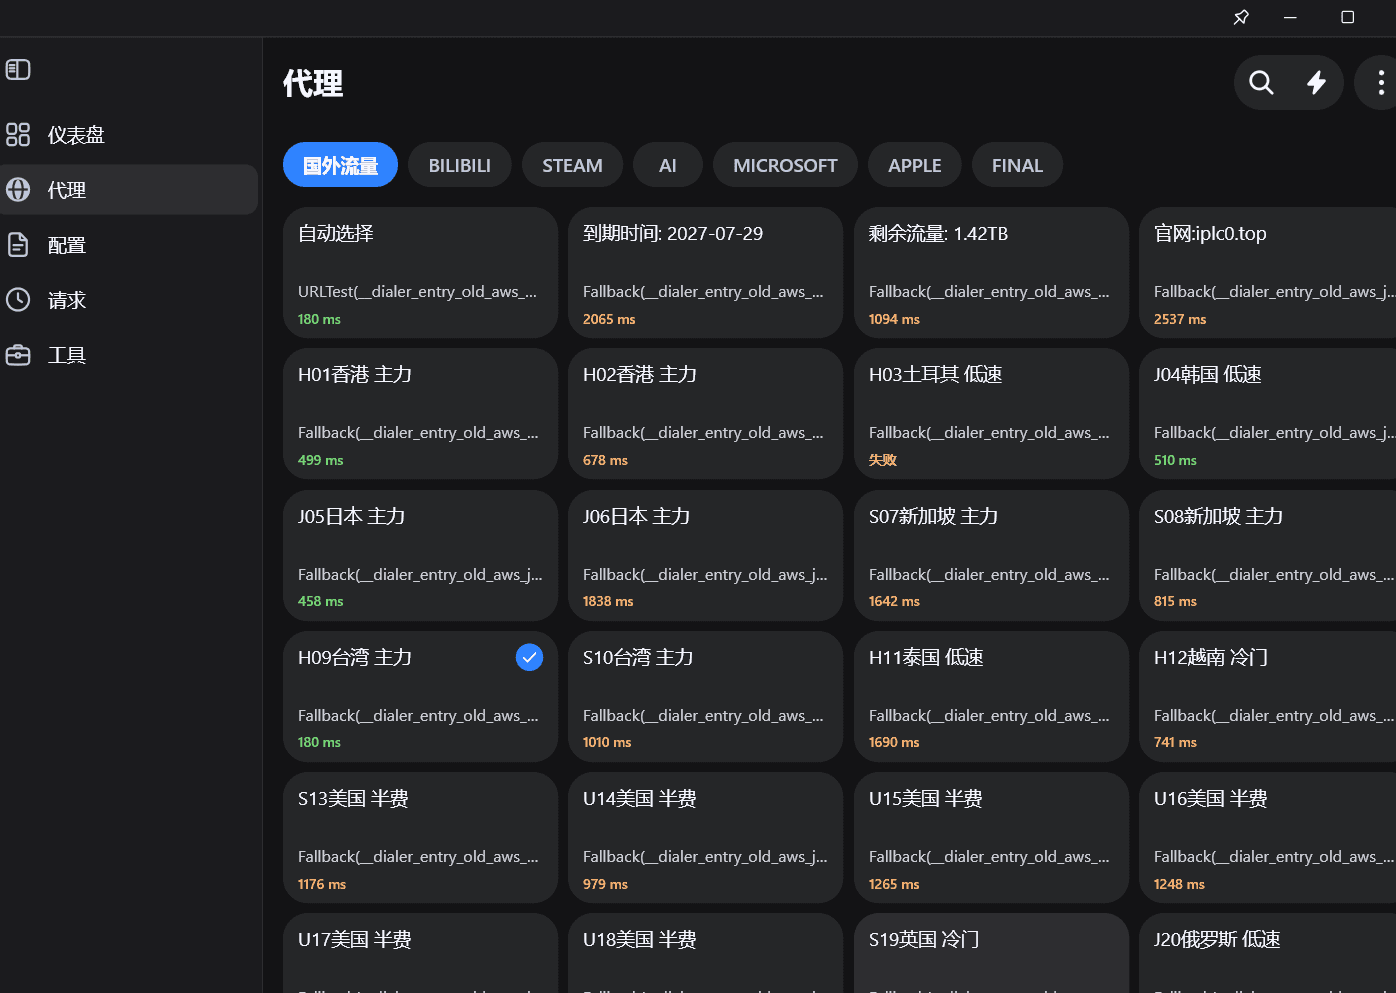 代理
仪表盘
代理
配置
请求
工具
国外流量 BILIBILI STEAM AI MICROSOFT APPLE FINAL
自动选择
URLTest(__dialer_entry_old_aws_...
180 ms
到期时间: 2027-07-29
Fallback(__dialer_entry_old_aws_...
2065 ms
剩余流量: 1.42TB
Fallback(__dialer_entry_old_aws_...
1094 ms
官网:iplc0.top
Fallback(__dialer_entry_old_aws_j...
2537 ms
H01香港 主力
Fallback(__dialer_entry_old_aws_...
499 ms
H02香港 主力
Fallback(__dialer_entry_old_aws_...
678 ms
H03土耳其 低速
Fallback(__dialer_entry_old_aws_...
失败
J04韩国 低速
Fallback(__dialer_entry_old_aws_j...
510 ms
J05日本 主力
Fallback(__dialer_entry_old_aws_j...
458 ms
J06日本 主力
Fallback(__dialer_entry_old_aws_j...
1838 ms
S07新加坡 主力
Fallback(__dialer_entry_old_aws_...
1642 ms
S08新加坡 主力
Fallback(__dialer_entry_old_aws_...
815 ms
H09台湾 主力
Fallback(__dialer_entry_old_aws_...
180 ms
S10台湾 主力
Fallback(__dialer_entry_old_aws_...
1010 ms
H11泰国 低速
Fallback(__dialer_entry_old_aws_...
1690 ms
H12越南 冷门
Fallback(__dialer_entry_old_aws_...
741 ms
S13美国 半费
Fallback(__dialer_entry_old_aws_...
1176 ms
U14美国 半费
Fallback(__dialer_entry_old_aws_j...
979 ms
U15美国 半费
Fallback(__dialer_entry_old_aws_...
1265 ms
U16美国 半费
Fallback(__dialer_entry_old_aws_...
1248 ms
U17美国 半费
U18美国 半费
S19英国 冷门
J20俄罗斯 低速